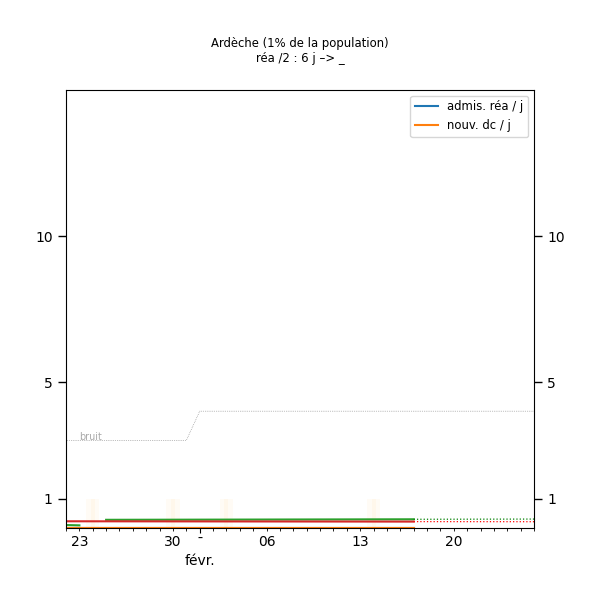 Ardèche (1% de la population)
réa /2 : 6 j –> _
admis. réa / j
nouv. dc / j
10 10
5 5
bruit
1 1
23 30 - 06 13 20
févr.